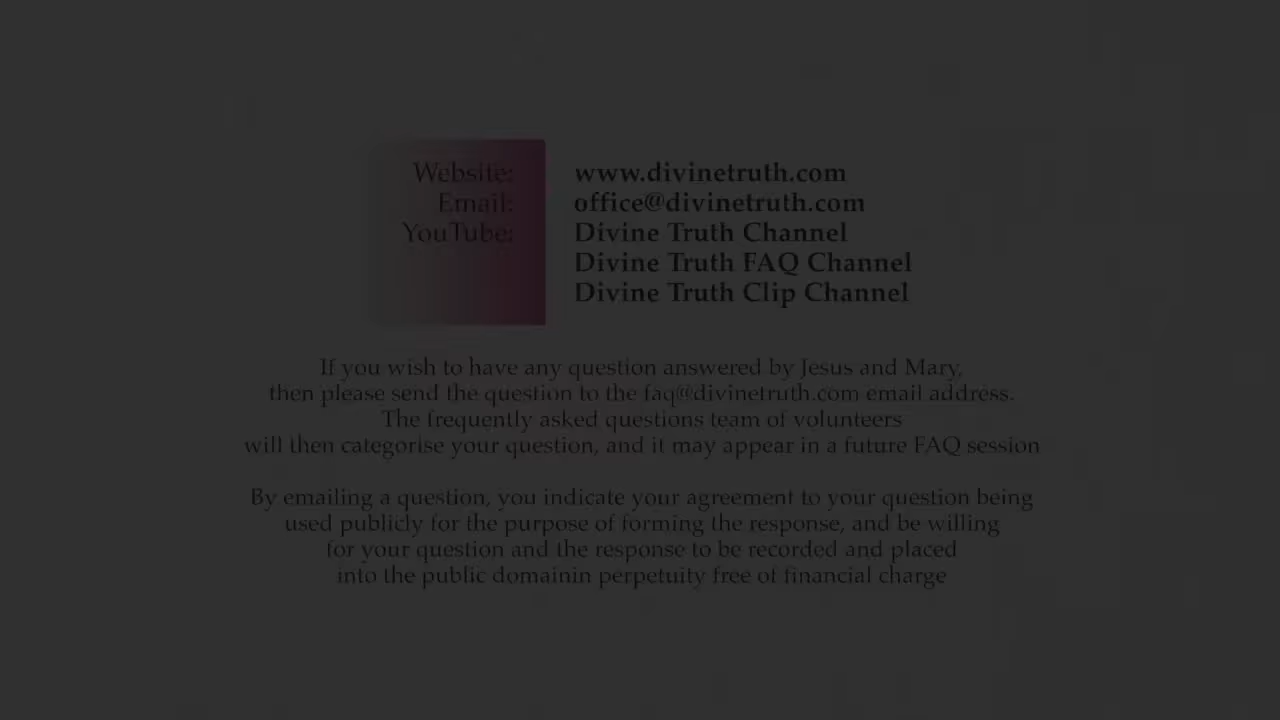 Website: www.divinetruth.com
Email: office@divinetruth.com
YouTube: Divine Truth Channel
Divine Truth FAQ Channel
Divine Truth Clip Channel
If you wish to have any question answered by Jesus and Mary,
then please send the question to the faq@divinetruth.com email address.
The frequently asked questions team of volunteers
will then categorise your question, and it may appear in a future FAQ session
By emailing a question, you indicate your agreement to your question being
used publicly for the purpose of forming the response, and be willing
for your question and the response to be recorded and placed
into the public domainin perpetuity free of financial charge